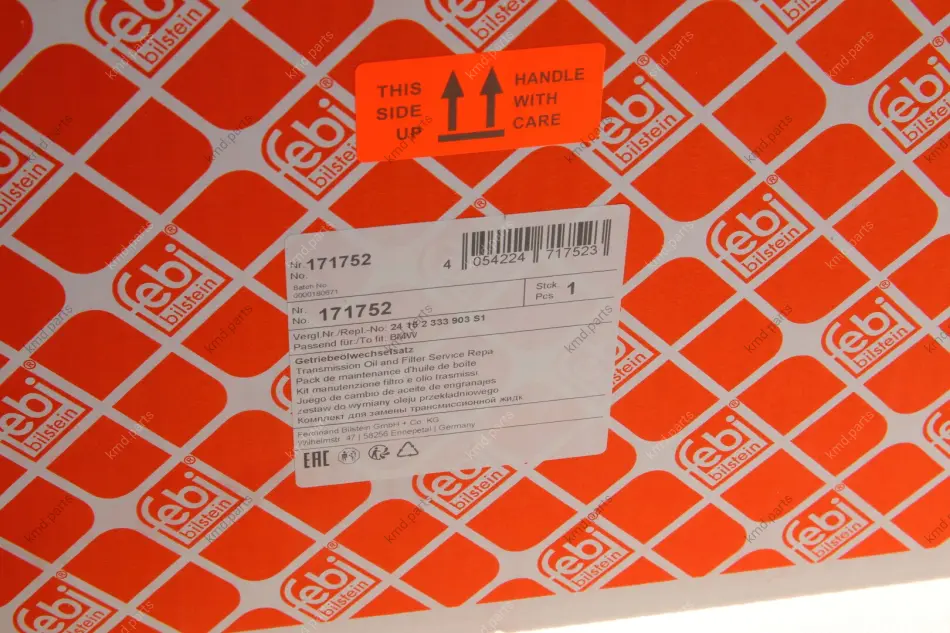 febi
bilstein
THIS
SIDE
UP
HANDLE
WITH
CARE
Nr.
No.
171752
Batch No.
4 054224 717523
Nr.
No.
171752
Stck.
Pcs
1
Vergl.Nr./Repl.-No: 24 15 2 333 903 S1
Passend für:/To fit: BMW
Getriebeölwechselsatz
Transmission Oil and Filter Service Repa
Pack de maintenance d'huile de boîte
Kit manutenzione filtro e olio trasmissi
Juego de cambio de aceite de engranajes
zestaw do wymiany oleju przekładniowego
Комплект для замены трансмиссионной жидк
Ferdinand Bilstein GmbH + Co. KG
Wilhelmstr. 47 | 58256 Ennepetal | Germany
EAC
kmd.parts